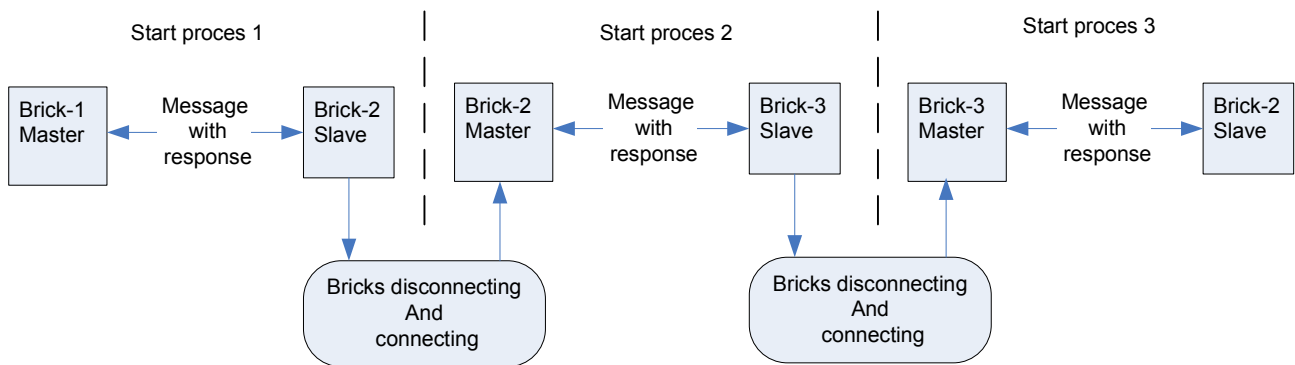 Start proces 1
Start proces 2
Start proces 3
Brick-1
Master
Message
with
response
Brick-2
Slave
Brick-2
Master
Message
with
response
Brick-3
Slave
Brick-3
Master
Message
with
response
Brick-2
Slave
Bricks disconnecting
And
connecting
Bricks disconnecting
And
connecting